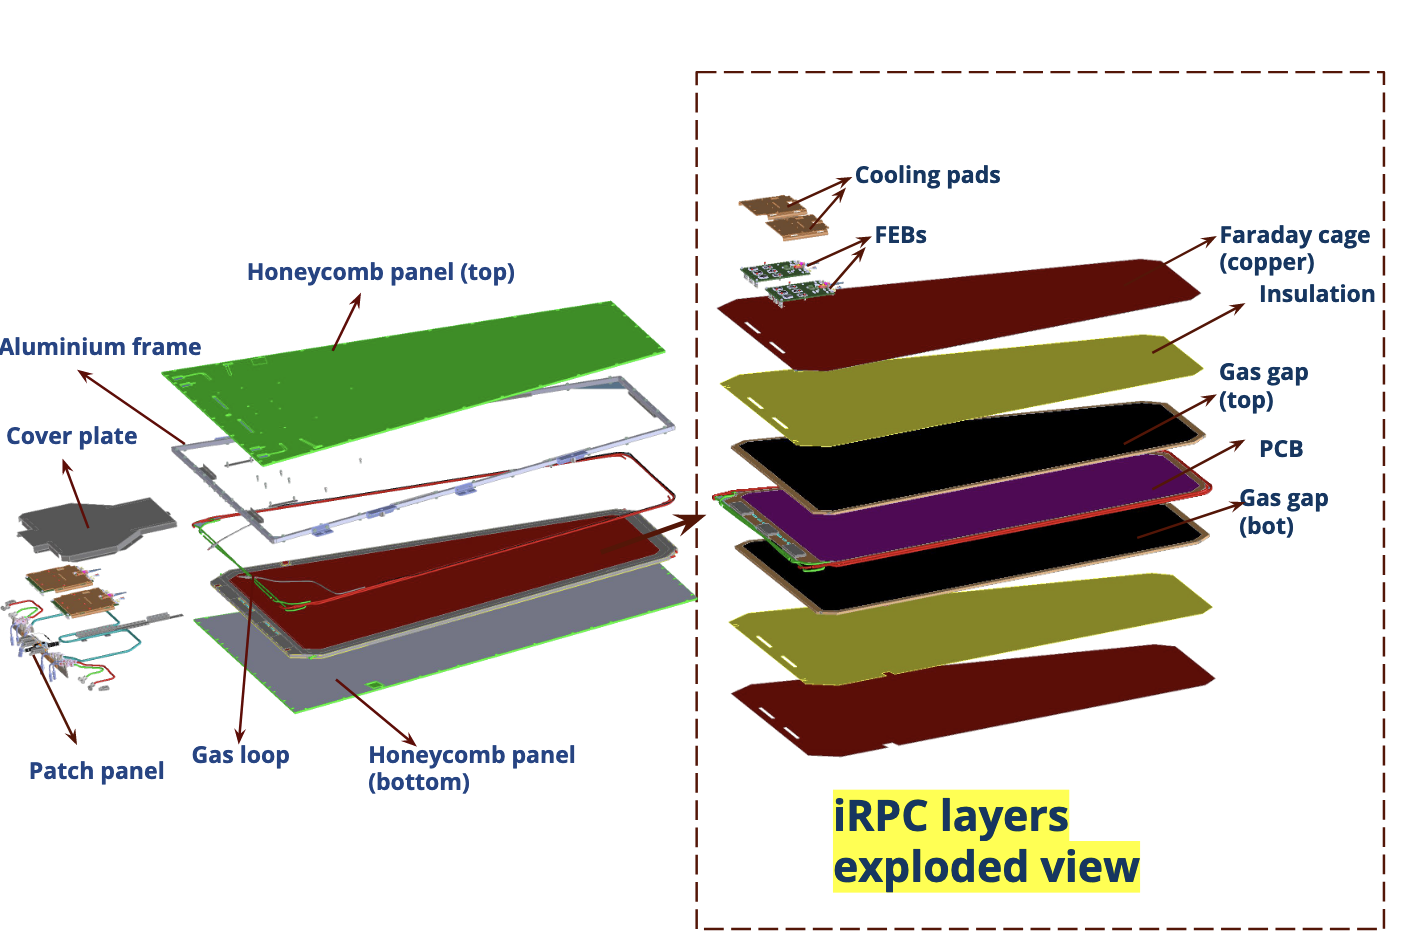 Cooling pads
FEBs
Faraday cage
(copper)
Honeycomb panel (top)
Insulation
Aluminium frame
Gas gap
(top)
Cover plate
PCB
Gas gap
(bot)
Gas loop
Honeycomb panel
(bottom)
Patch panel
iRPC layers
exploded view